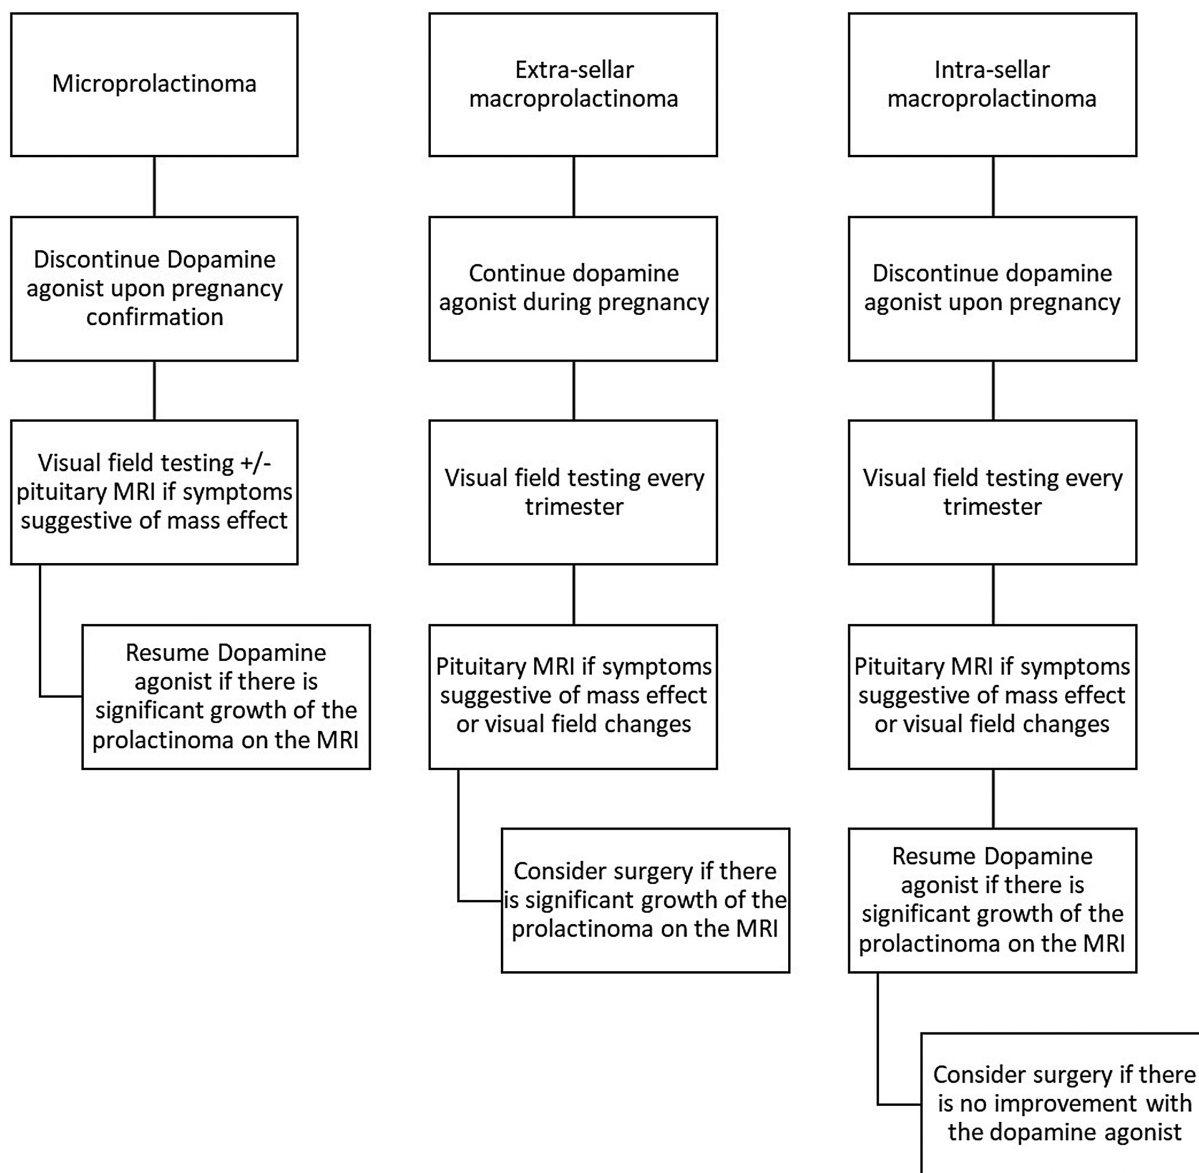 Microprolactinoma
Discontinue Dopamine
agonist upon pregnancy
confirmation
Visual field testing +/-
pituitary MRI if symptoms
suggestive of mass effect
Resume Dopamine
agonist if there is
significant growth of the
prolactinoma on the MRI
Extra-sellar
macroprolactinoma
Continue dopamine
agonist during pregnancy
Visual field testing every
trimester
Pituitary MRI if symptoms
suggestive of mass effect
or visual field changes
Consider surgery if there
is significant growth of the
prolactinoma on the MRI
Intra-sellar
macroprolactinoma
Discontinue dopamine
agonist upon pregnancy
Visual field testing every
trimester
Pituitary MRI if symptoms
suggestive of mass effect
or visual field changes
Resume Dopamine
agonist if there is
significant growth of the
prolactinoma on the MRI
Consider surgery if there
is no improvement with
the dopamine agonist